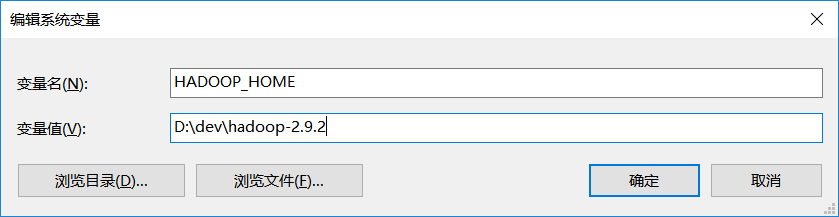 编辑系统变量
变量名(N):
HADOOP_HOME
变量值(V):
D:\dev\hadoop-2.9.2
浏览目录(D)... 浏览文件(F)... 确定 取消